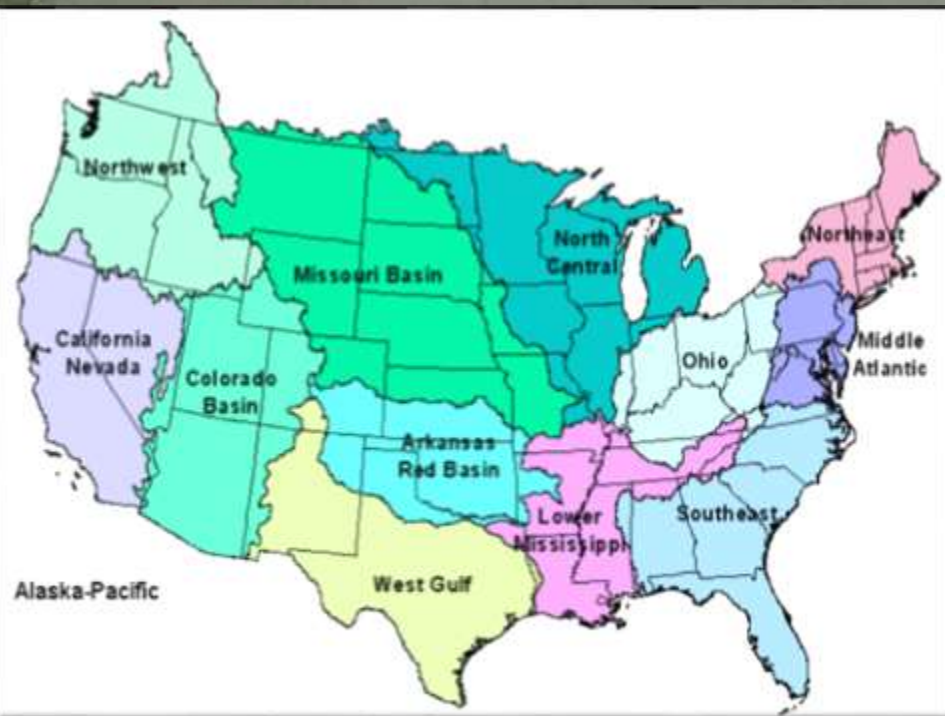 Northwest
Northeast
North
Central
Missouri Basin
California
Nevada
Middle
Atlantic
Ohio
Colorado
Basin
Arkansas
Red Basin
Lower
Mississippi
Southeast
West Gulf
Alaska-Pacific